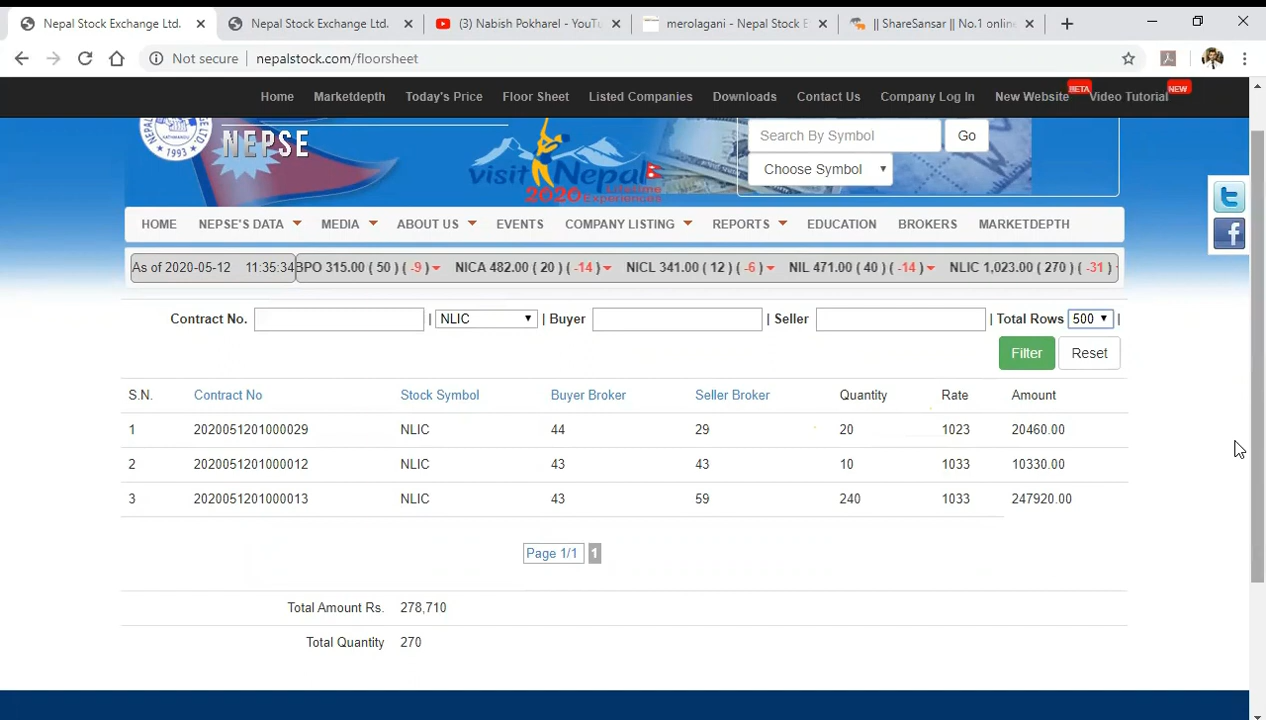 Nepal Stock Exchange Ltd.
Nepal Stock Exchange Ltd.
(3) Nabish Pokharel - YouTu
merolagani - Nepal Stock E
|| ShareSansar || No.1 online
Not secure | nepalstock.com/floorsheet
Home Marketdepth Today's Price Floor Sheet Listed Companies Downloads Contact Us Company Log In New Website BETA Video Tutorial NEW
1993
NEPSE
visit Nepal
2020
Lifetime
Experiences
Search By Symbol Go
Choose Symbol
HOME NEPSE'S DATA MEDIA ABOUT US EVENTS COMPANY LISTING REPORTS EDUCATION BROKERS MARKETDEPTH
As of 2020-05-12 11:35:34 BPO 315.00 ( 50 ) ( -9 ) NICA 482.00 ( 20 ) ( -14 ) NICL 341.00 ( 12 ) ( -6 ) NIL 471.00 ( 40 ) ( -14 ) NLIC 1,023.00 ( 270 ) ( -31 )
Contract No. | NLIC | Buyer | Seller | Total Rows 500 |
Filter Reset
S.N. Contract No Stock Symbol Buyer Broker Seller Broker Quantity Rate Amount
1 2020051201000029 NLIC 44 29 20 1023 20460.00
2 2020051201000012 NLIC 43 43 10 1033 10330.00
3 2020051201000013 NLIC 43 59 240 1033 247920.00
Page 1/1 1
Total Amount Rs. 278,710
Total Quantity 270